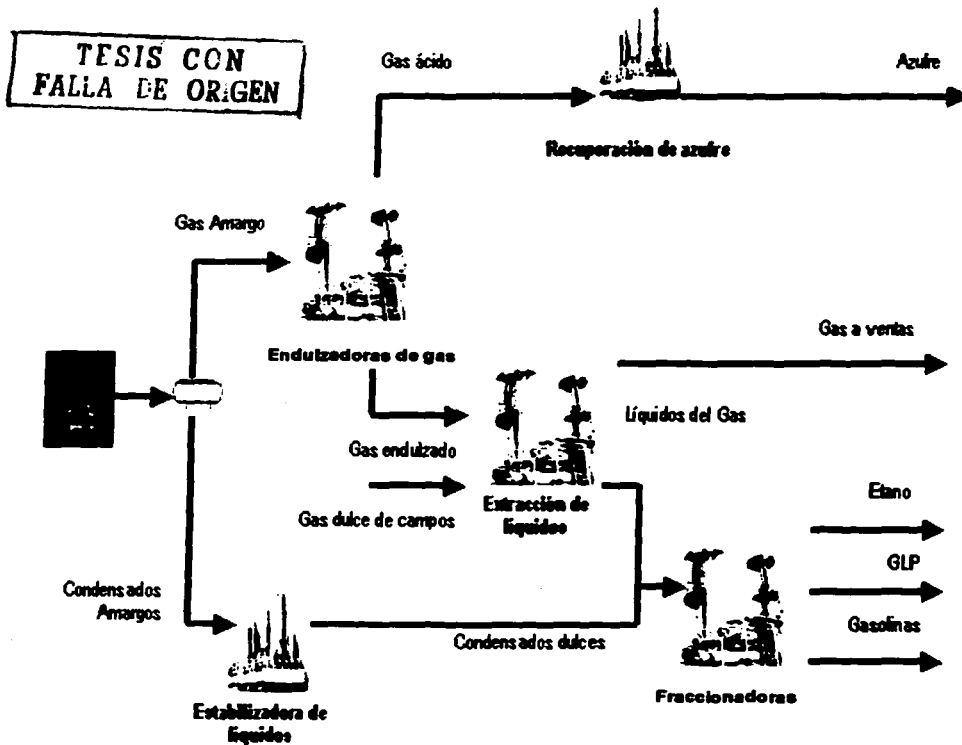 TESIS CON
FALLA DE ORIGEN
Gas ácido
Azufre
Recuperación de azufre
Gas Amargo
Endulzadoras de gas
Gas a ventas
Líquidos del Gas
Gas endulzado
Gas dulce de campos
Extracción de
líquidos
Etano
GLP
Gasolinas
Condensados
Amargos
Condensados dulces
Fraccionadoras
Estabilizadora de
líquidos